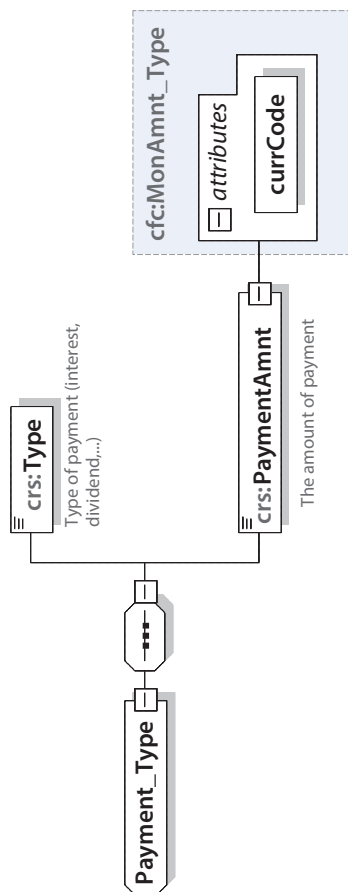 Payment_Type
crs:Type
Type of payment (interest,
dividend,...)
crs:PaymentAmnt
The amount of payment
cfc:MonAmnt_Type
attributes
currCode